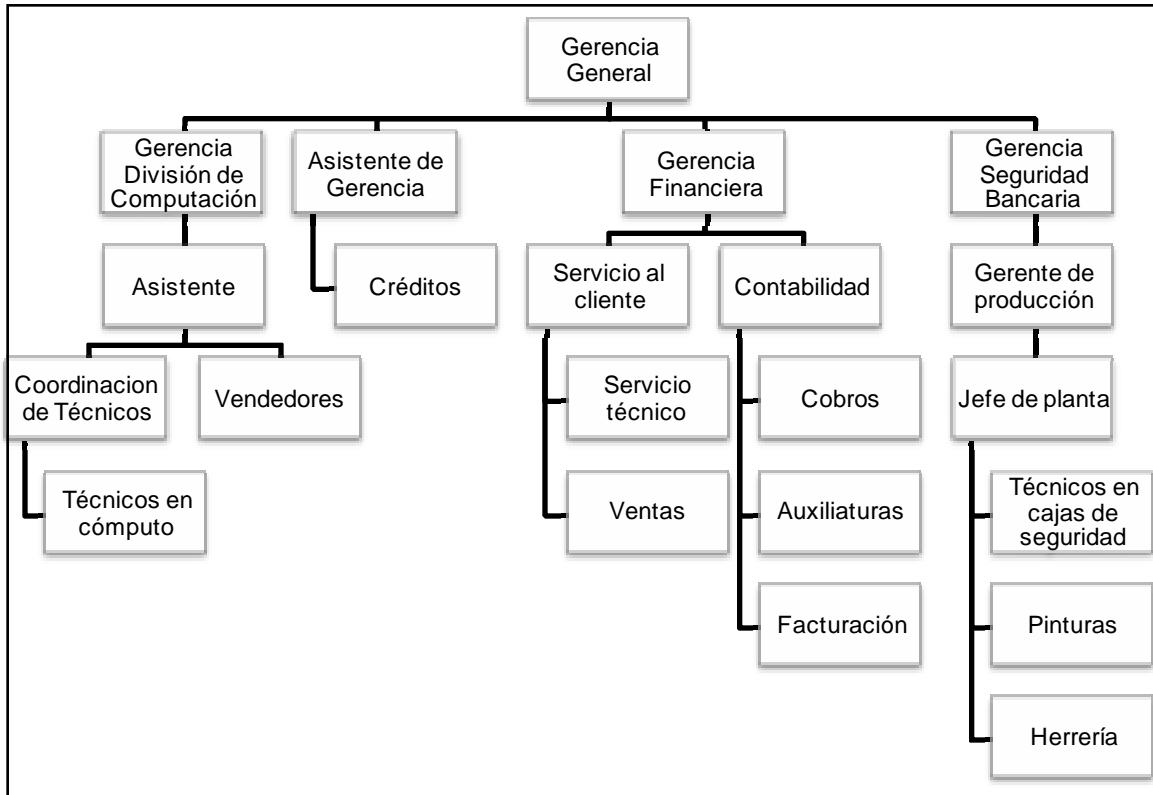 Gerencia
General
Gerencia
División de
Computación
Asistente de
Gerencia
Gerencia
Financiera
Gerencia
Seguridad
Bancaria
Asistente
Créditos
Servicio al
cliente
Contabilidad
Gerente de
producción
Coordinacion
de Técnicos
Vendedores
Servicio
técnico
Cobros
Jefe de planta
Técnicos en
cómputo
Ventas
Auxiliaturas
Técnicos en
cajas de
seguridad
Facturación
Pinturas
Herrería